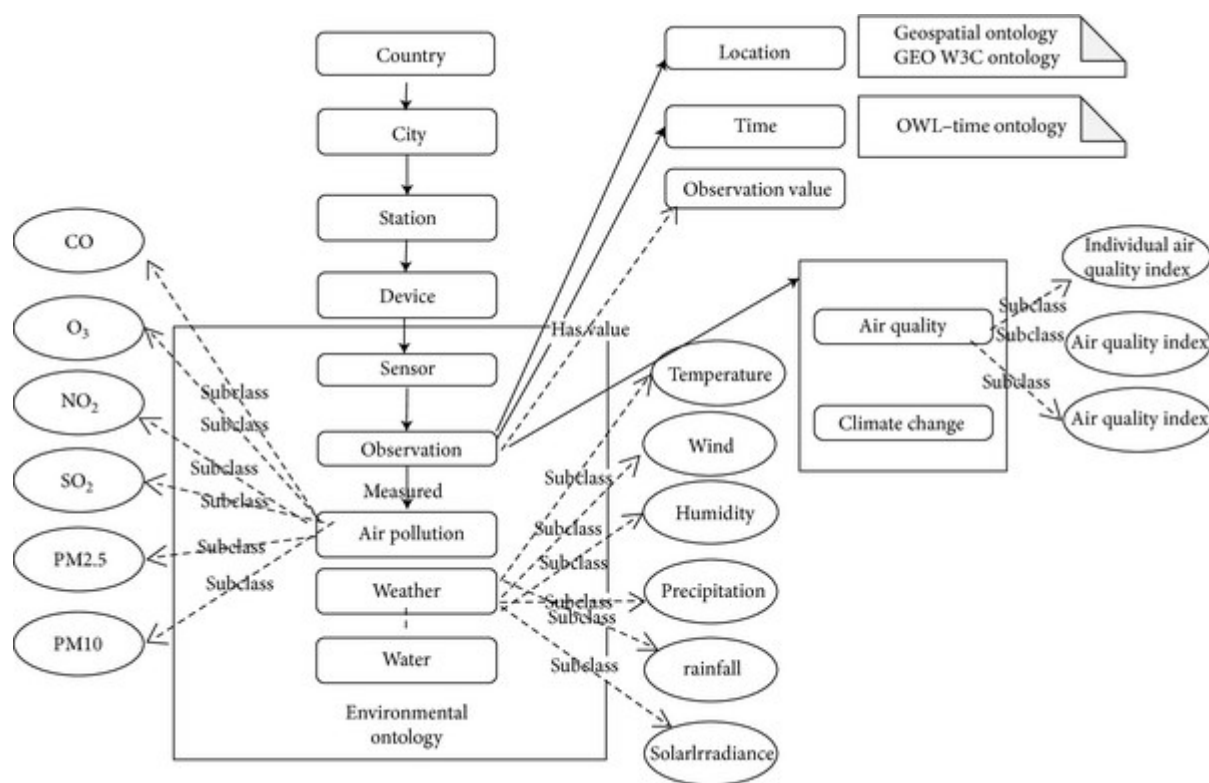 Country
City
Station
Device
Sensor
Observation
Measured
Air pollution
Weather
Water
Environmental
ontology
CO
O₃
NO₂
SO₂
PM2.5
PM10
Subclass
Subclass
Subclass
Subclass
Subclass
Subclass
Location
Geospatial ontology
GEO W3C ontology
Time
OWL–time ontology
Observation value
Has value
Temperature
Wind
Humidity
Precipitation
rainfall
SolarIrradiance
Subclass
Subclass
Subclass
Subclass
Subclass
Subclass
Air quality
Climate change
Subclass
Subclass
Subclass
Individual air
quality index
Air quality index
Air quality index